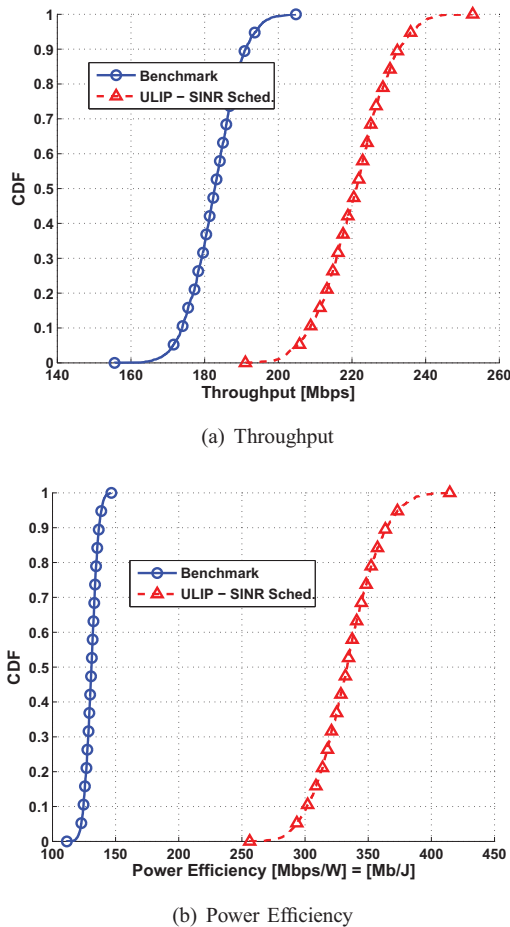 1
0.9
0.8
0.7
0.6
0.5
0.4
0.3
0.2
0.1
0
CDF
Benchmark
ULIP – SINR Sched.
140 160 180 200 220 240 260
Throughput [Mbps]
(a) Throughput
1
0.9
0.8
0.7
0.6
0.5
0.4
0.3
0.2
0.1
0
CDF
Benchmark
ULIP – SINR Sched.
100 150 200 250 300 350 400 450
Power Efficiency [Mbps/W] = [Mb/J]
(b) Power Efficiency